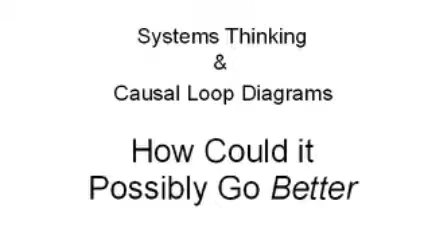 Systems Thinking
&
Causal Loop Diagrams
How Could it
Possibly Go Better